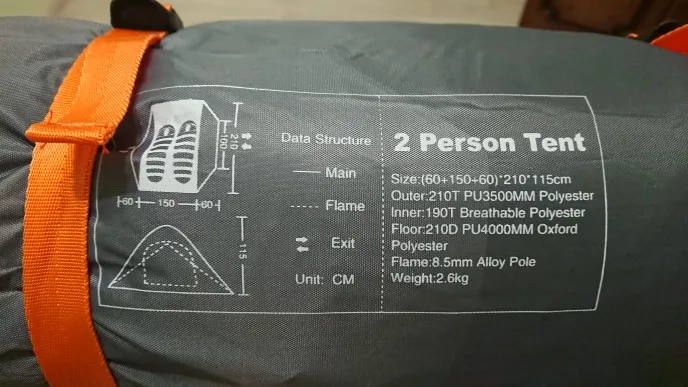 60
150
60
100
210
115
Data Structure
Main
Flame
Exit
Unit: CM
2 Person Tent
Size:(60+150+60)*210*115cm
Outer:210T PU3500MM Polyester
Inner:190T Breathable Polyester
Floor:210D PU4000MM Oxford
Polyester
Flame:8.5mm Alloy Pole
Weight:2.6kg